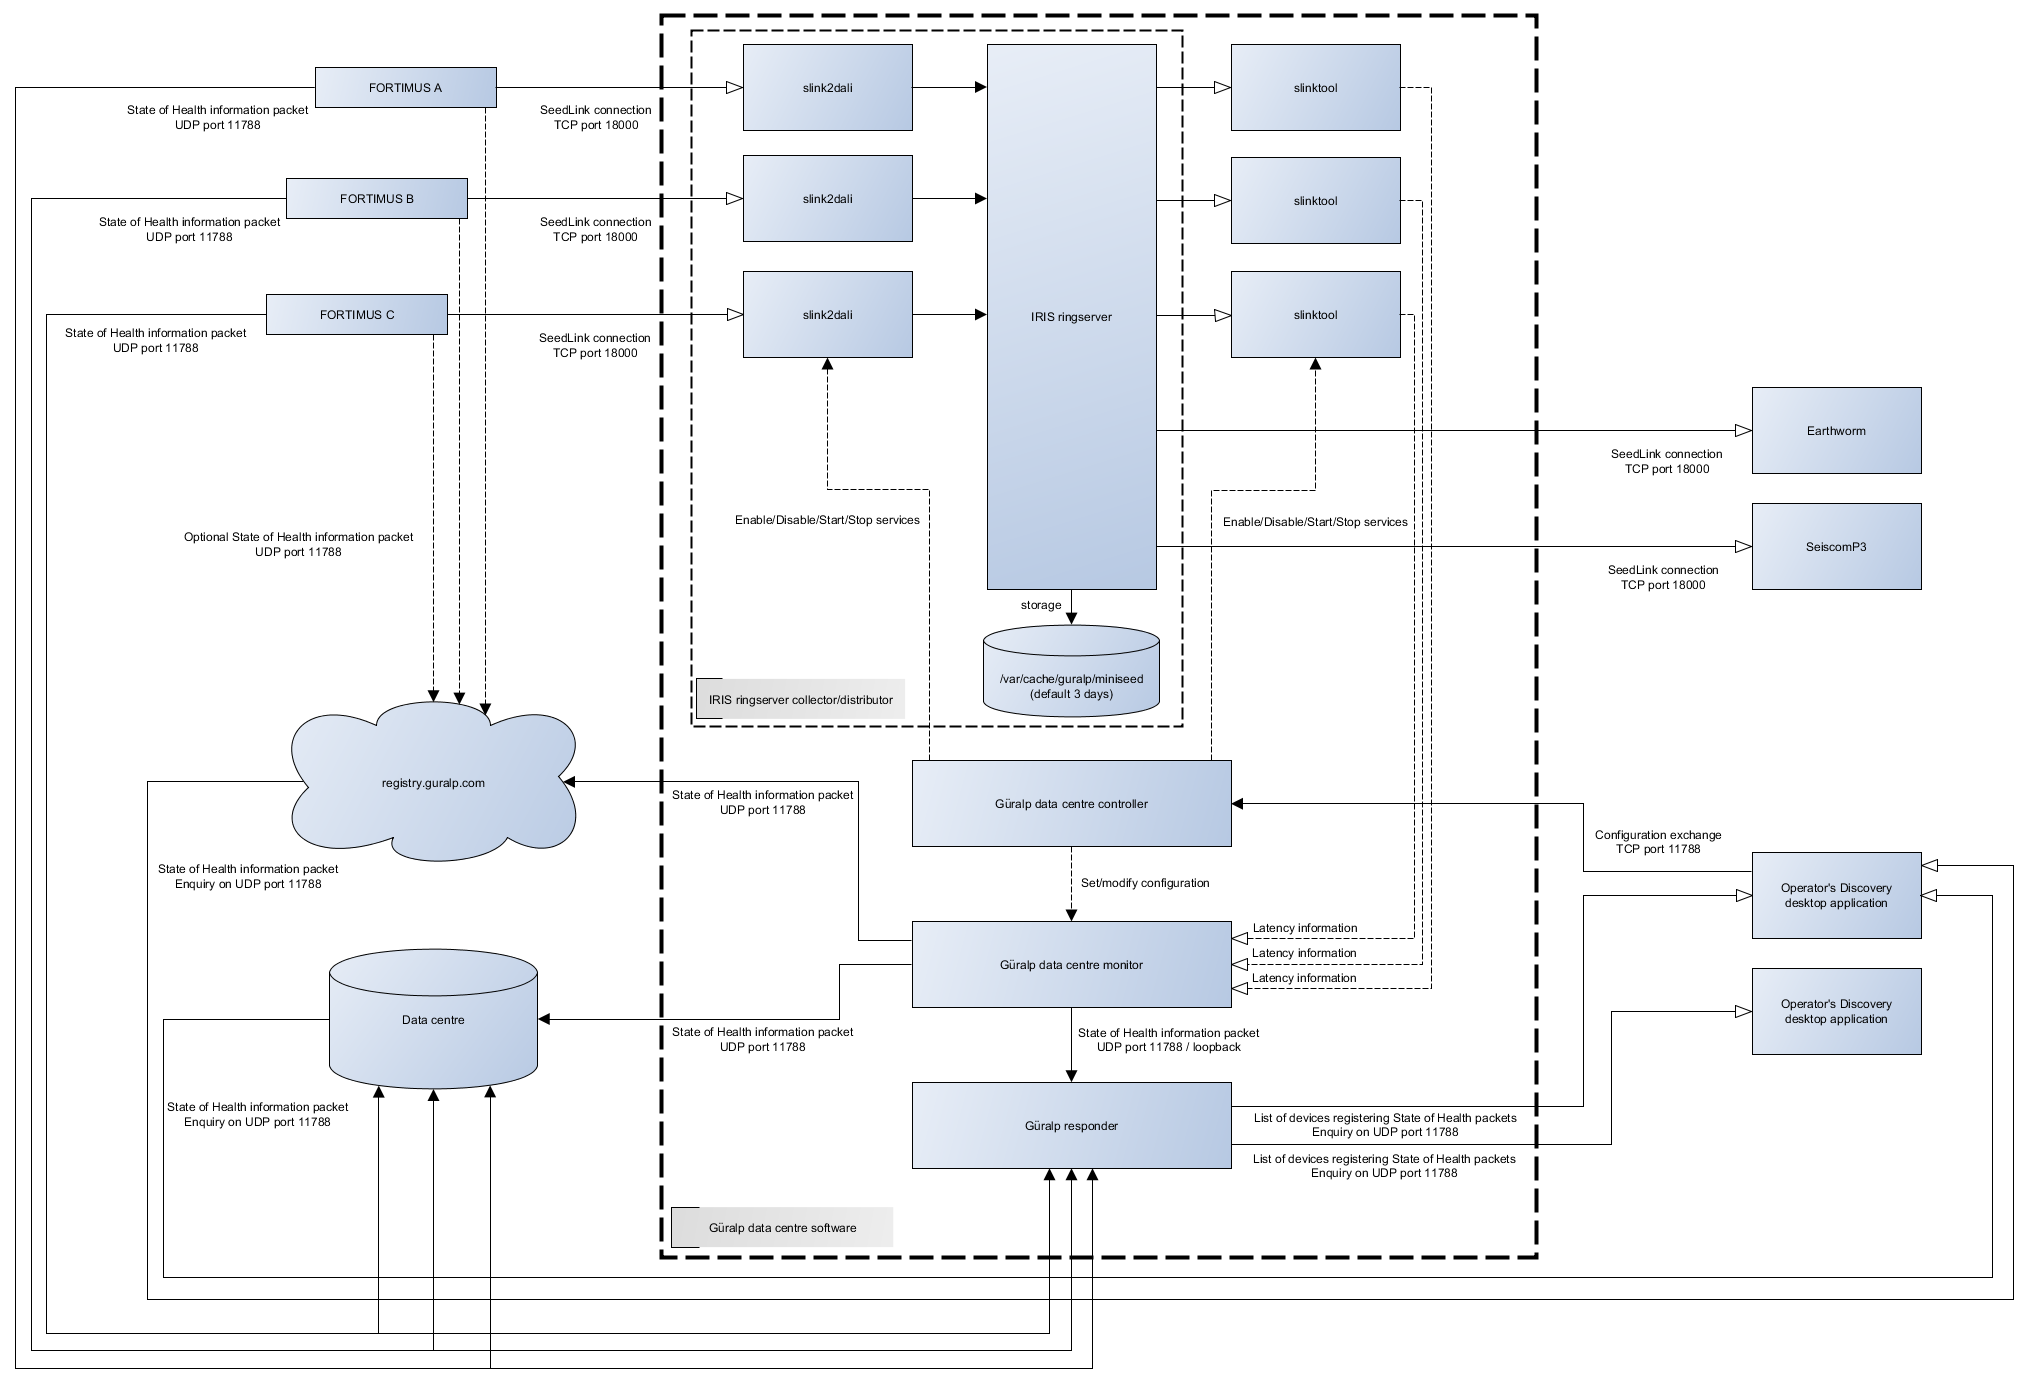 FORTIMUS A
State of Health information packet
UDP port 11788
SeedLink connection
TCP port 18000
slink2dali
slinktool
FORTIMUS B
State of Health information packet
UDP port 11788
SeedLink connection
TCP port 18000
slink2dali
slinktool
FORTIMUS C
State of Health information packet
UDP port 11788
SeedLink connection
TCP port 18000
slink2dali
IRIS ringserver
slinktool
Earthworm
SeedLink connection
TCP port 18000
Enable/Disable/Start/Stop services
Enable/Disable/Start/Stop services
Optional State of Health information packet
UDP port 11788
SeiscomP3
SeedLink connection
TCP port 18000
storage
/var/cache/guralp/miniseed
(default 3 days)
IRIS ringserver collector/distributor
registry.guralp.com
State of Health information packet
UDP port 11788
Güralp data centre controller
Configuration exchange
TCP port 11788
State of Health information packet
Enquiry on UDP port 11788
Set/modify configuration
Operator's Discovery
desktop application
Latency information
Latency information
Latency information
Güralp data centre monitor
Operator's Discovery
desktop application
Data centre
State of Health information packet
UDP port 11788
State of Health information packet
UDP port 11788 / loopback
State of Health information packet
Enquiry on UDP port 11788
Güralp responder
List of devices registering State of Health packets
Enquiry on UDP port 11788
List of devices registering State of Health packets
Enquiry on UDP port 11788
Güralp data centre software